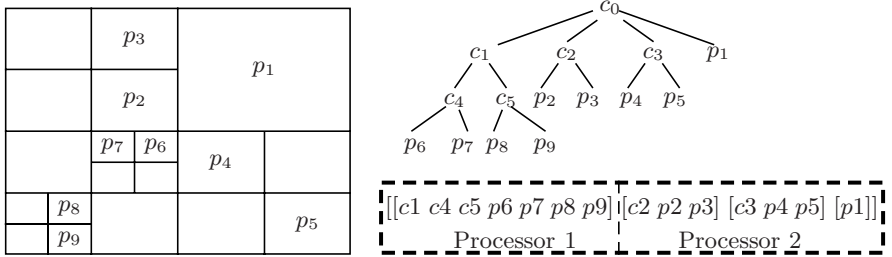 p3
p1
p2
p7 p6
p4
p8
p5
p9
c0
c1 c2 c3 p1
c4 c5 p2 p3 p4 p5
p6 p7 p8 p9
[[c1 c4 c5 p6 p7 p8 p9] [c2 p2 p3] [c3 p4 p5] [p1]]
Processor 1 Processor 2